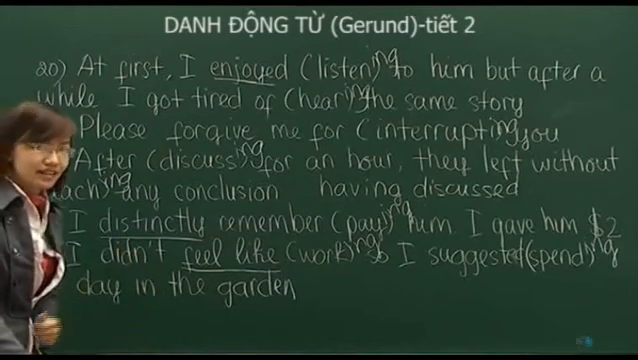 DANH ĐỘNG TỪ (Gerund)-tiết 2
20) At first, I enjoyed (listen)ing to him but after a
while I got tired of (hear)ing the same story
Please forgive me for (interrupting you
After (discuss)ing for an hour, they left without
any conclusion having discussed
I distinctly remember (pay)ing him. I gave him $2
I didn't feel like (work)ing so I suggested (spend)ing
day in the garden